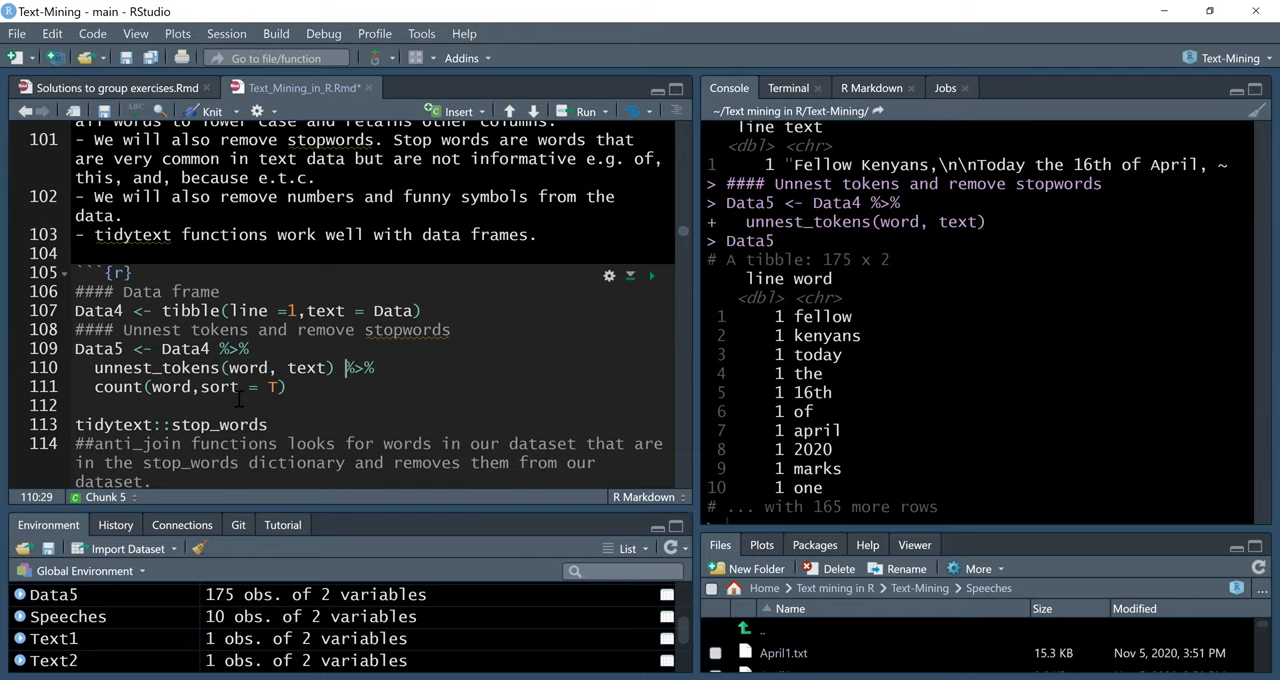 Text-Mining - main - RStudio
File Edit Code View Plots Session Build Debug Profile Tools Help
Go to file/function Addins Text-Mining
Solutions to group exercises.Rmd Text_Mining_in_R.Rmd*
ABC Knit Insert Run
all words to lower case and retains other columns.
101 - We will also remove stopwords. Stop words are words that
are very common in text data but are not informative e.g. of,
this, and, because e.t.c.
102 - We will also remove numbers and funny symbols from the
data.
103 - tidytext functions work well with data frames.
104
105 ```{r}
106 #### Data frame
107 Data4 <- tibble(line =1,text = Data)
108 #### Unnest tokens and remove stopwords
109 Data5 <- Data4 %>%
110 unnest_tokens(word, text) %>%
111 count(word,sort = T)
112
113 tidytext::stop_words
114 ##anti_join functions looks for words in our dataset that are
in the stop_words dictionary and removes them from our
dataset.
110:29 Chunk 5 R Markdown
Environment History Connections Git Tutorial
Import Dataset List
Global Environment
Data5 175 obs. of 2 variables
Speeches 10 obs. of 2 variables
Text1 1 obs. of 2 variables
Text2 1 obs. of 2 variables
Console Terminal R Markdown Jobs
~/Text mining in R/Text-Mining/
line text
<dbl> <chr>
1 1 "Fellow Kenyans,\n\nToday the 16th of April, ~
> #### Unnest tokens and remove stopwords
> Data5 <- Data4 %>%
+ unnest_tokens(word, text)
> Data5
# A tibble: 175 x 2
line word
<dbl> <chr>
1 1 fellow
2 1 kenyans
3 1 today
4 1 the
5 1 16th
6 1 of
7 1 april
8 1 2020
9 1 marks
10 1 one
# ... with 165 more rows
Files Plots Packages Help Viewer
New Folder Delete Rename More
Home Text mining in R Text-Mining Speeches ...
Name Size Modified
..
April1.txt 15.3 KB Nov 5, 2020, 3:51 PM